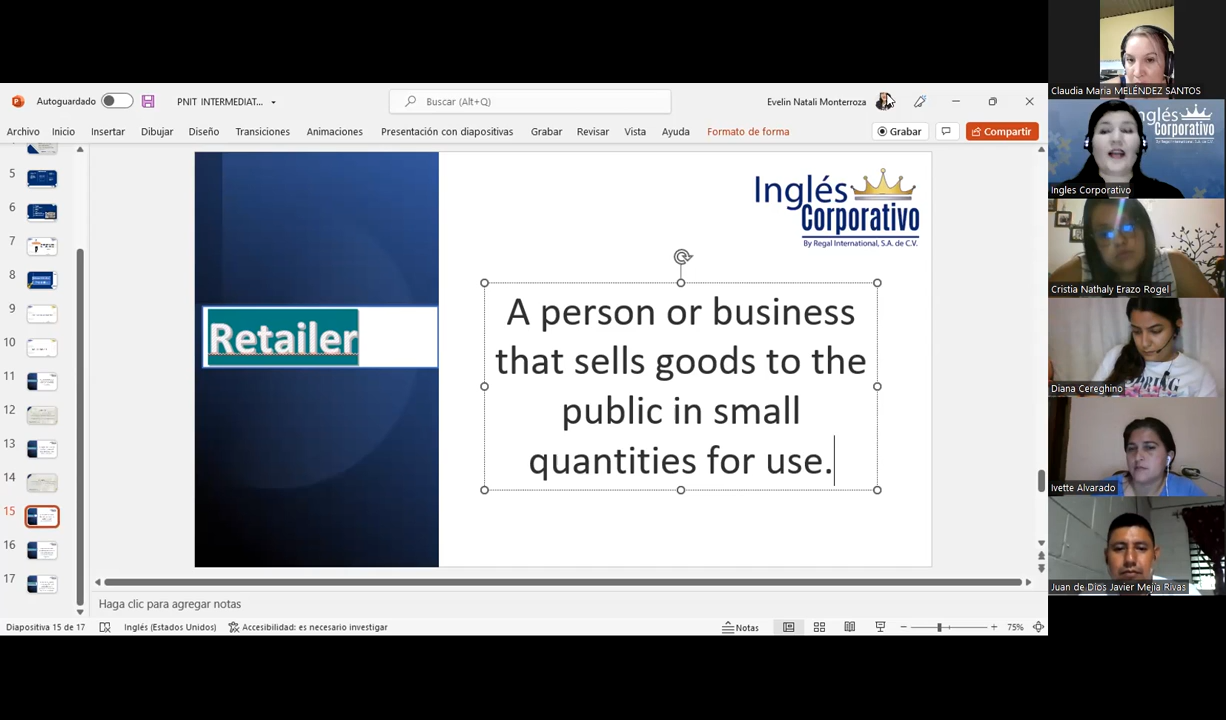 Claudia Maria MELÉNDEZ SANTOS
Autoguardado
PNIT INTERMEDIAT...
Buscar (Alt+Q)
Evelin Natali Monterroza
Archivo Inicio Insertar Dibujar Diseño Transiciones Animaciones Presentación con diapositivas Grabar Revisar Vista Ayuda Formato de forma
Grabar
Compartir
Inglés
Corporativo
Ingles Corporativo
5
6
7
8
9
10
11
12
13
14
15
16
17
Inglés
Corporativo
By Regal International, S.A. de C.V.
Retailer
A person or business
that sells goods to the
public in small
quantities for use.
Cristia Nathaly Erazo Rogel
Diana Cereghino
Ivette Alvarado
Juan de Dios Javier Mejía Rivas
Haga clic para agregar notas
Diapositiva 15 de 17
Inglés (Estados Unidos)
Accesibilidad: es necesario investigar
Notas
75%